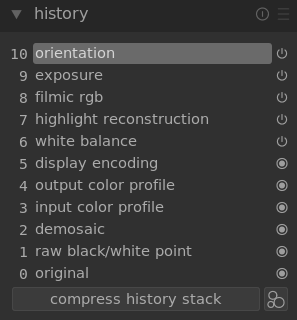 history
10 orientation
9 exposure
8 filmic rgb
7 highlight reconstruction
6 white balance
5 display encoding
4 output color profile
3 input color profile
2 demosaic
1 raw black/white point
0 original
compress history stack